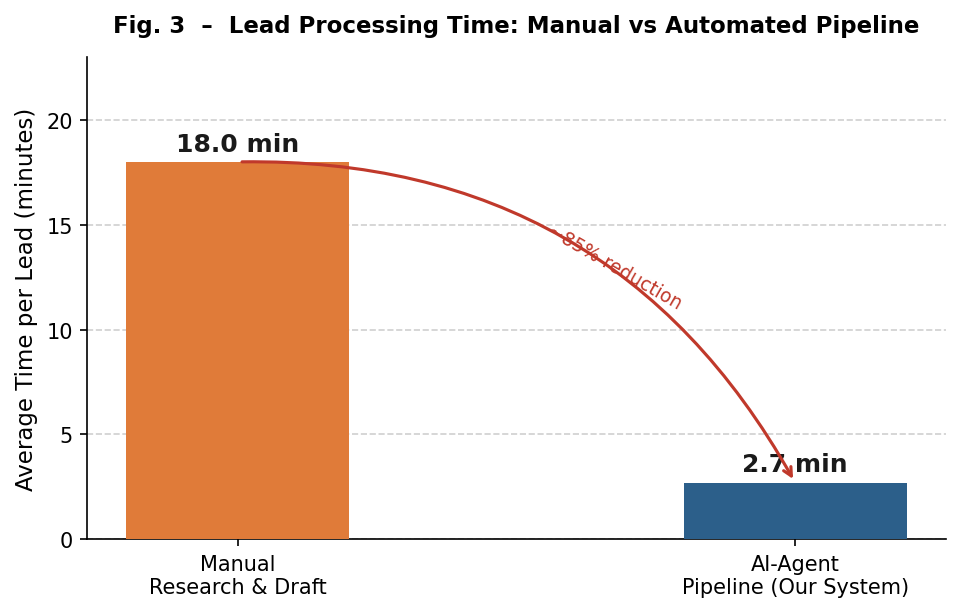 Fig. 3 – Lead Processing Time: Manual vs Automated Pipeline
Average Time per Lead (minutes)
20
15
10
5
0
18.0 min
~85% reduction
2.7 min
Manual
Research & Draft
AI-Agent
Pipeline (Our System)